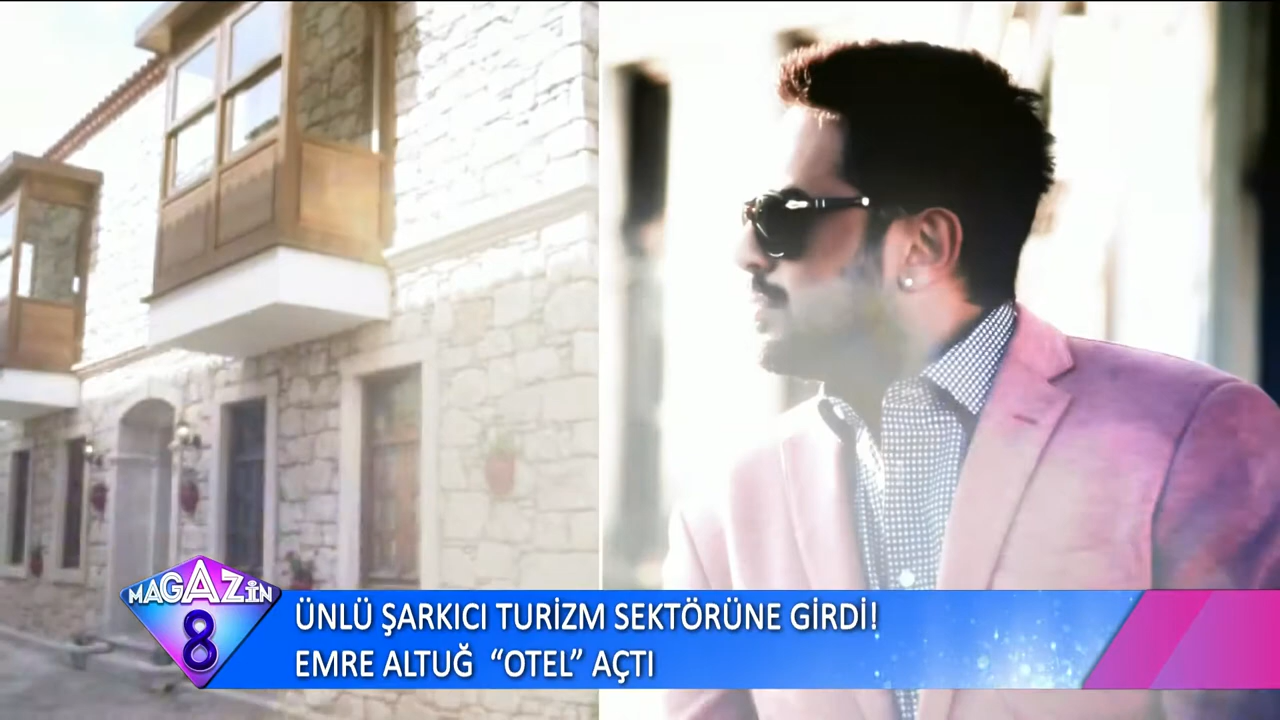 MAGAZİN
8
ÜNLÜ ŞARKICI TURİZM SEKTÖRÜNE GİRDİ!
EMRE ALTUĞ “OTEL” AÇTI